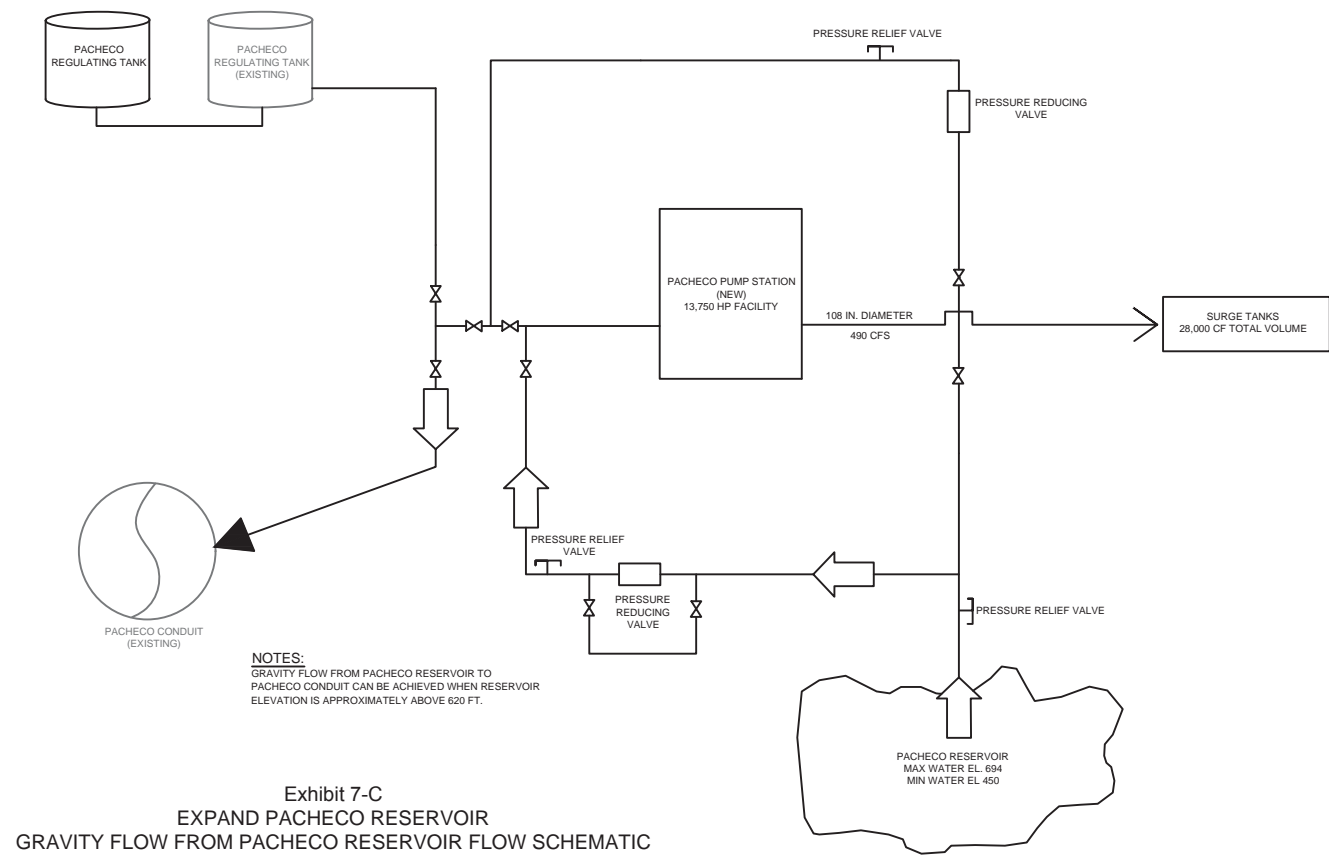 PACHECO
REGULATING TANK
PACHECO
REGULATING TANK
(EXISTING)
PRESSURE RELIEF VALVE
PRESSURE REDUCING
VALVE
PACHECO PUMP STATION
(NEW)
13,750 HP FACILITY
108 IN. DIAMETER
490 CFS
SURGE TANKS
28,000 CF TOTAL VOLUME
PRESSURE RELIEF
VALVE
PRESSURE
REDUCING
VALVE
PRESSURE RELIEF VALVE
PACHECO CONDUIT
(EXISTING)
NOTES:
GRAVITY FLOW FROM PACHECO RESERVOIR TO
PACHECO CONDUIT CAN BE ACHIEVED WHEN RESERVOIR
ELEVATION IS APPROXIMATELY ABOVE 620 FT.
PACHECO RESERVOIR
MAX WATER EL. 694
MIN WATER EL 450
Exhibit 7-C
EXPAND PACHECO RESERVOIR
GRAVITY FLOW FROM PACHECO RESERVOIR FLOW SCHEMATIC